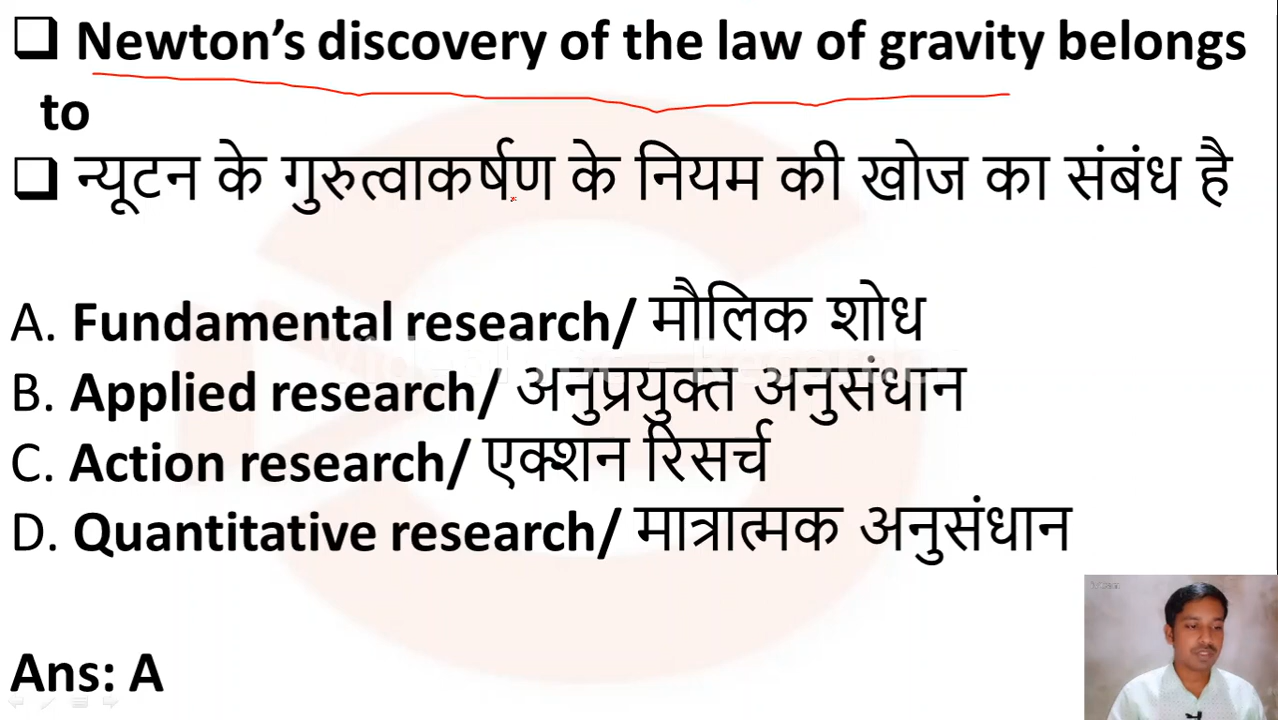 ❑ Newton’s discovery of the law of gravity belongs
to
❑ न्यूटन के गुरुत्वाकर्षण के नियम की खोज का संबंध है
A. Fundamental research/ मौलिक शोध
B. Applied research/ अनुप्रयुक्त अनुसंधान
C. Action research/ एक्शन रिसर्च
D. Quantitative research/ मात्रात्मक अनुसंधान
Ans: A